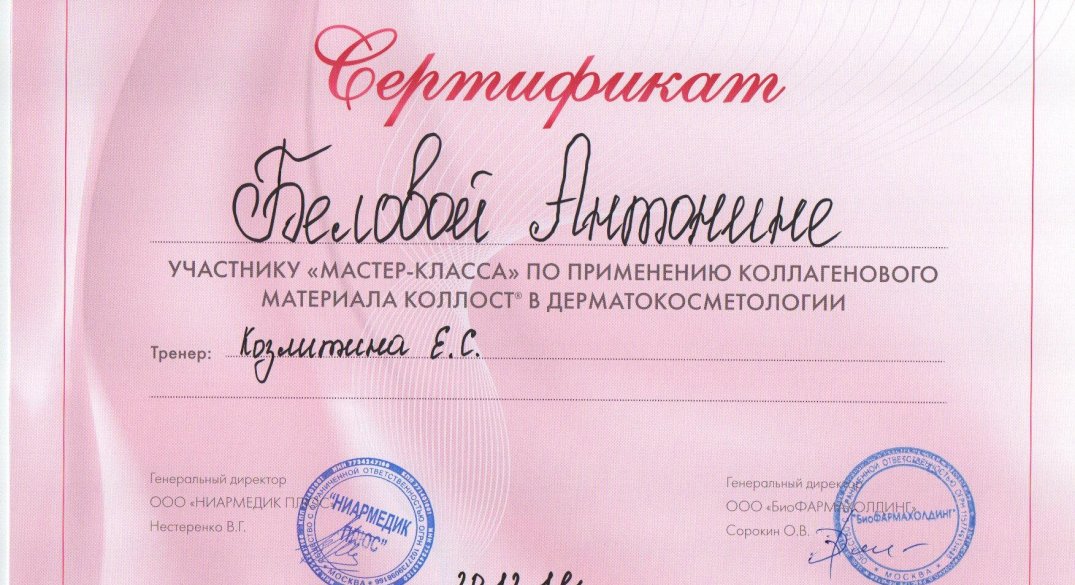 Сертификат
Беловой Антонине
УЧАСТНИКУ «МАСТЕР-КЛАССА» ПО ПРИМЕНЕНИЮ КОЛЛАГЕНОВОГО
МАТЕРИАЛА КОЛЛОСТ® В ДЕРМАТОКОСМЕТОЛОГИИ
Тренер: Козлитина Е.С.
Генеральный директор
ООО «НИАРМЕДИК ПЛЮС»
Нестеренко В.Г.
"НИАРМЕДИК
ПЛЮС"
МОСКВА
Генеральный
ООО «БиоФАРМАХОЛДИНГ»
Сорокин О.В.
"БиоФАРМАХОЛДИНГ"
МОСКВА